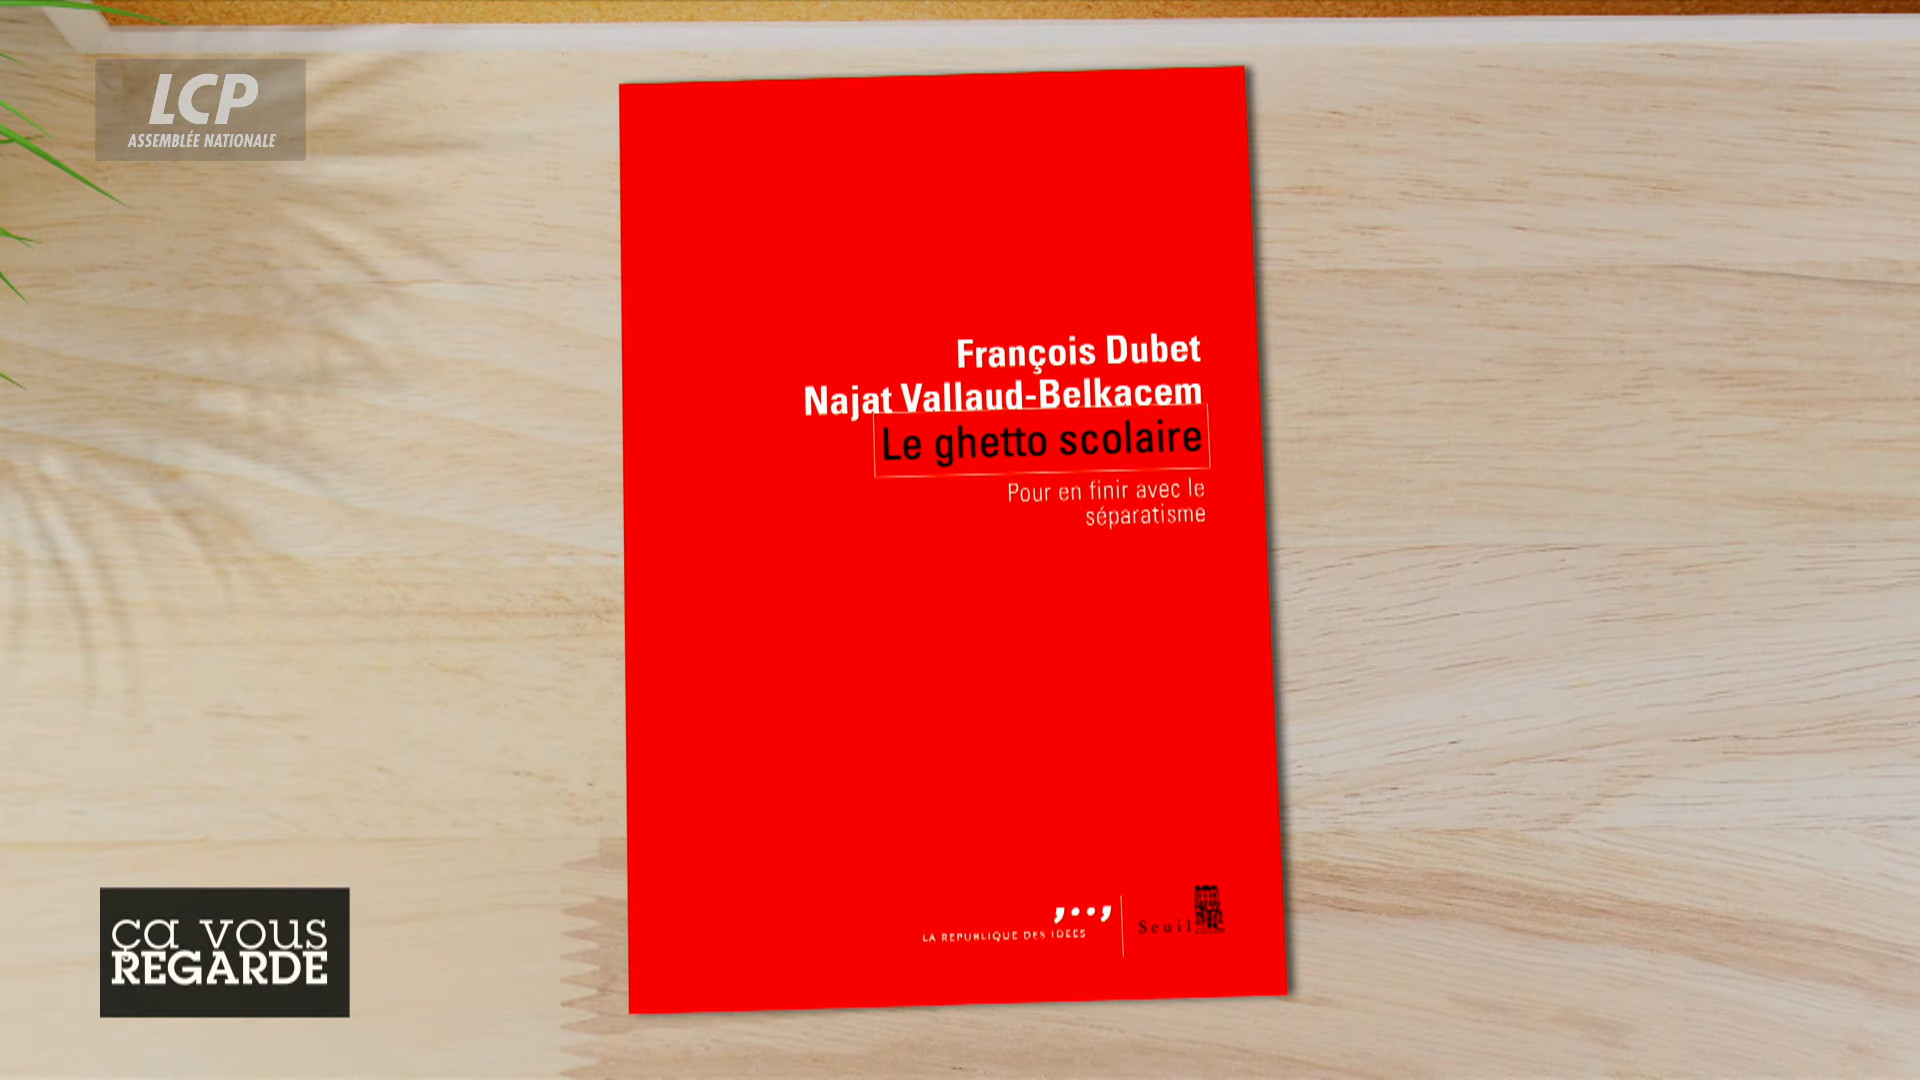 LCP
ASSEMBLÉE NATIONALE
François Dubet
Najat Vallaud-Belkacem
Le ghetto scolaire
Pour en finir avec le
séparatisme
LA REPUBLIQUE DES IDEES
Seuil
ça vous
REGARDE